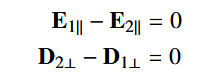 E₁∥ − E₂∥ = 0
D₂⊥ − D₁⊥ = 0